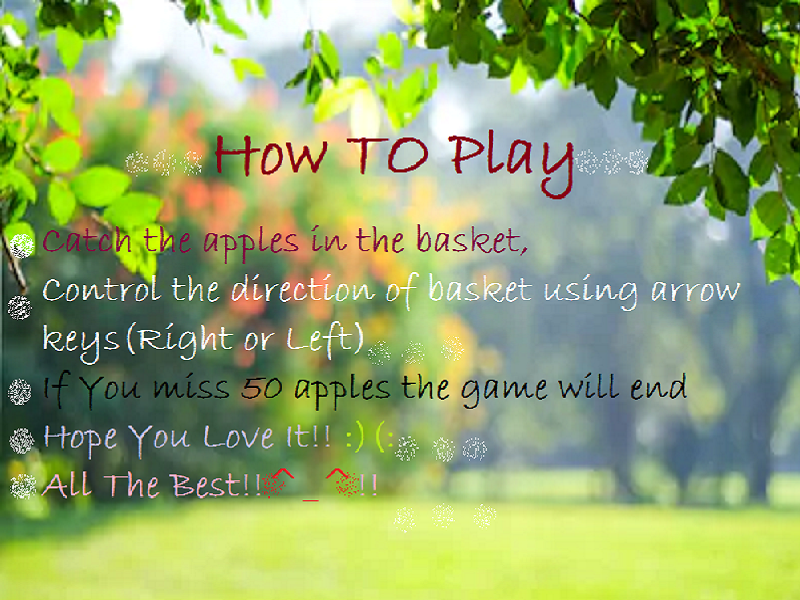 How TO Play
Catch the apples in the basket,
Control the direction of basket using arrow
keys(Right or Left)
If You miss 50 apples the game will end
Hope You Love It!! :) (:
All The Best!!^_^!!